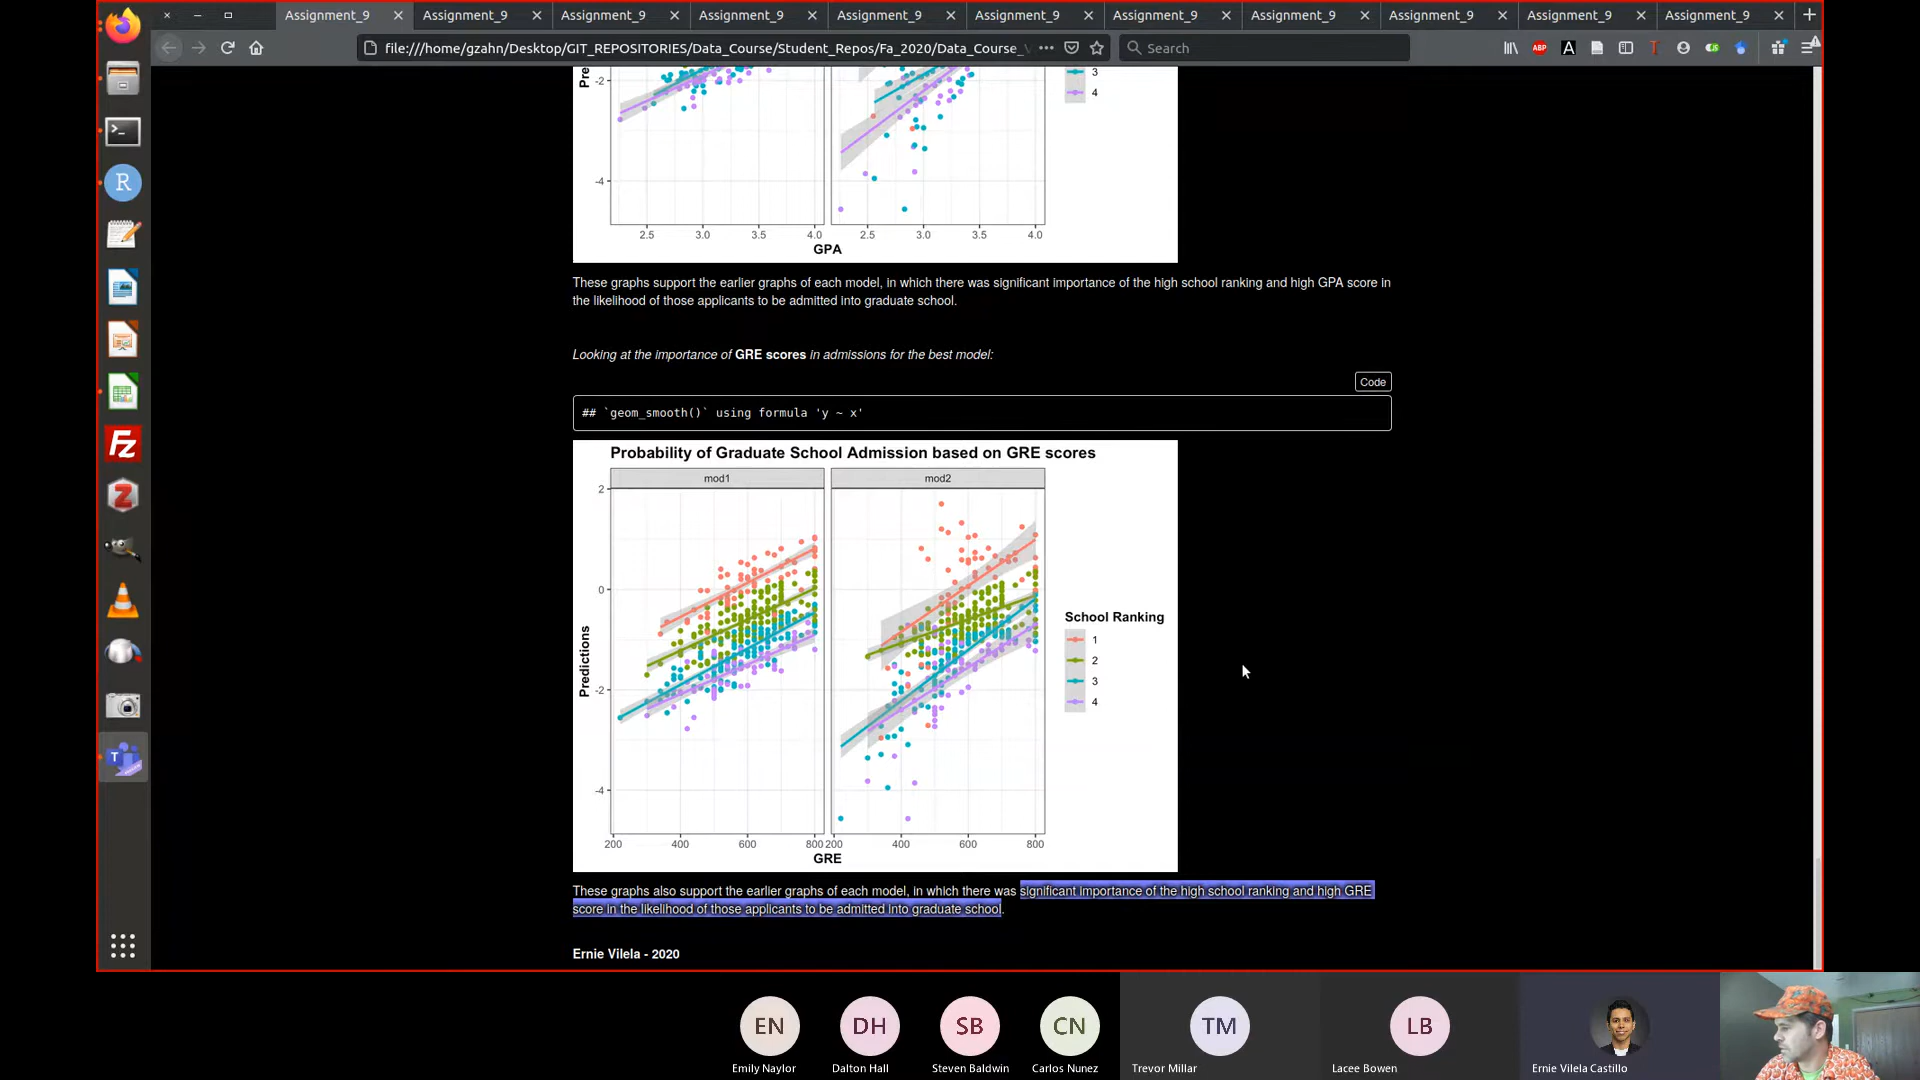 Assignment_9 Assignment_9 Assignment_9 Assignment_9 Assignment_9 Assignment_9 Assignment_9 Assignment_9 Assignment_9 Assignment_9 Assignment_9
file:///home/gzahn/Desktop/GIT_REPOSITORIES/Data_Course/Student_Repos/Fa_2020/Data_Course_ Search
ABP A
Pre
-2
3
4
-4
2.5 3.0 3.5 4.0 2.5 3.0 3.5 4.0
GPA
These graphs support the earlier graphs of each model, in which there was significant importance of the high school ranking and high GPA score in
the likelihood of those applicants to be admitted into graduate school.
Looking at the importance of GRE scores in admissions for the best model:
Code
## `geom_smooth()` using formula 'y ~ x'
Probability of Graduate School Admission based on GRE scores
mod1 mod2
2
0
-2
-4
Predictions
School Ranking
1
2
3
4
200 400 600 800 200 400 600 800
GRE
These graphs also support the earlier graphs of each model, in which there was significant importance of the high school ranking and high GRE
score in the likelihood of those applicants to be admitted into graduate school.
Ernie Vilela - 2020
R
Fz
Z
T
EN DH SB CN TM LB
Emily Naylor Dalton Hall Steven Baldwin Carlos Nunez Trevor Millar Lacee Bowen Ernie Vilela Castillo